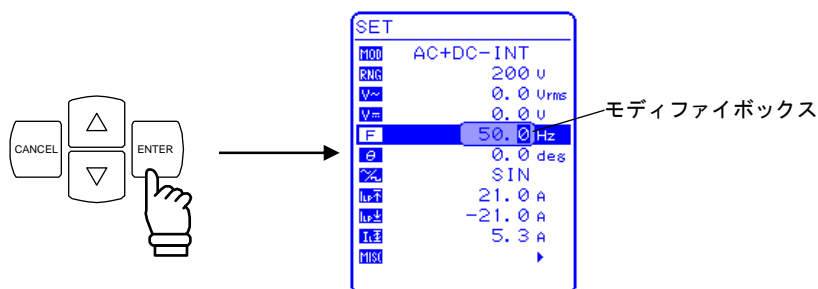 CANCEL
ENTER
SET
MOD AC+DC-INT
RNG 200 V
V~ 0.0 Vrms
V⎓ 0.0 V
F 50.0 Hz
θ 0.0 deg
SIN
21.0 A
-21.0 A
5.3 A
MISC
モディファイボックス